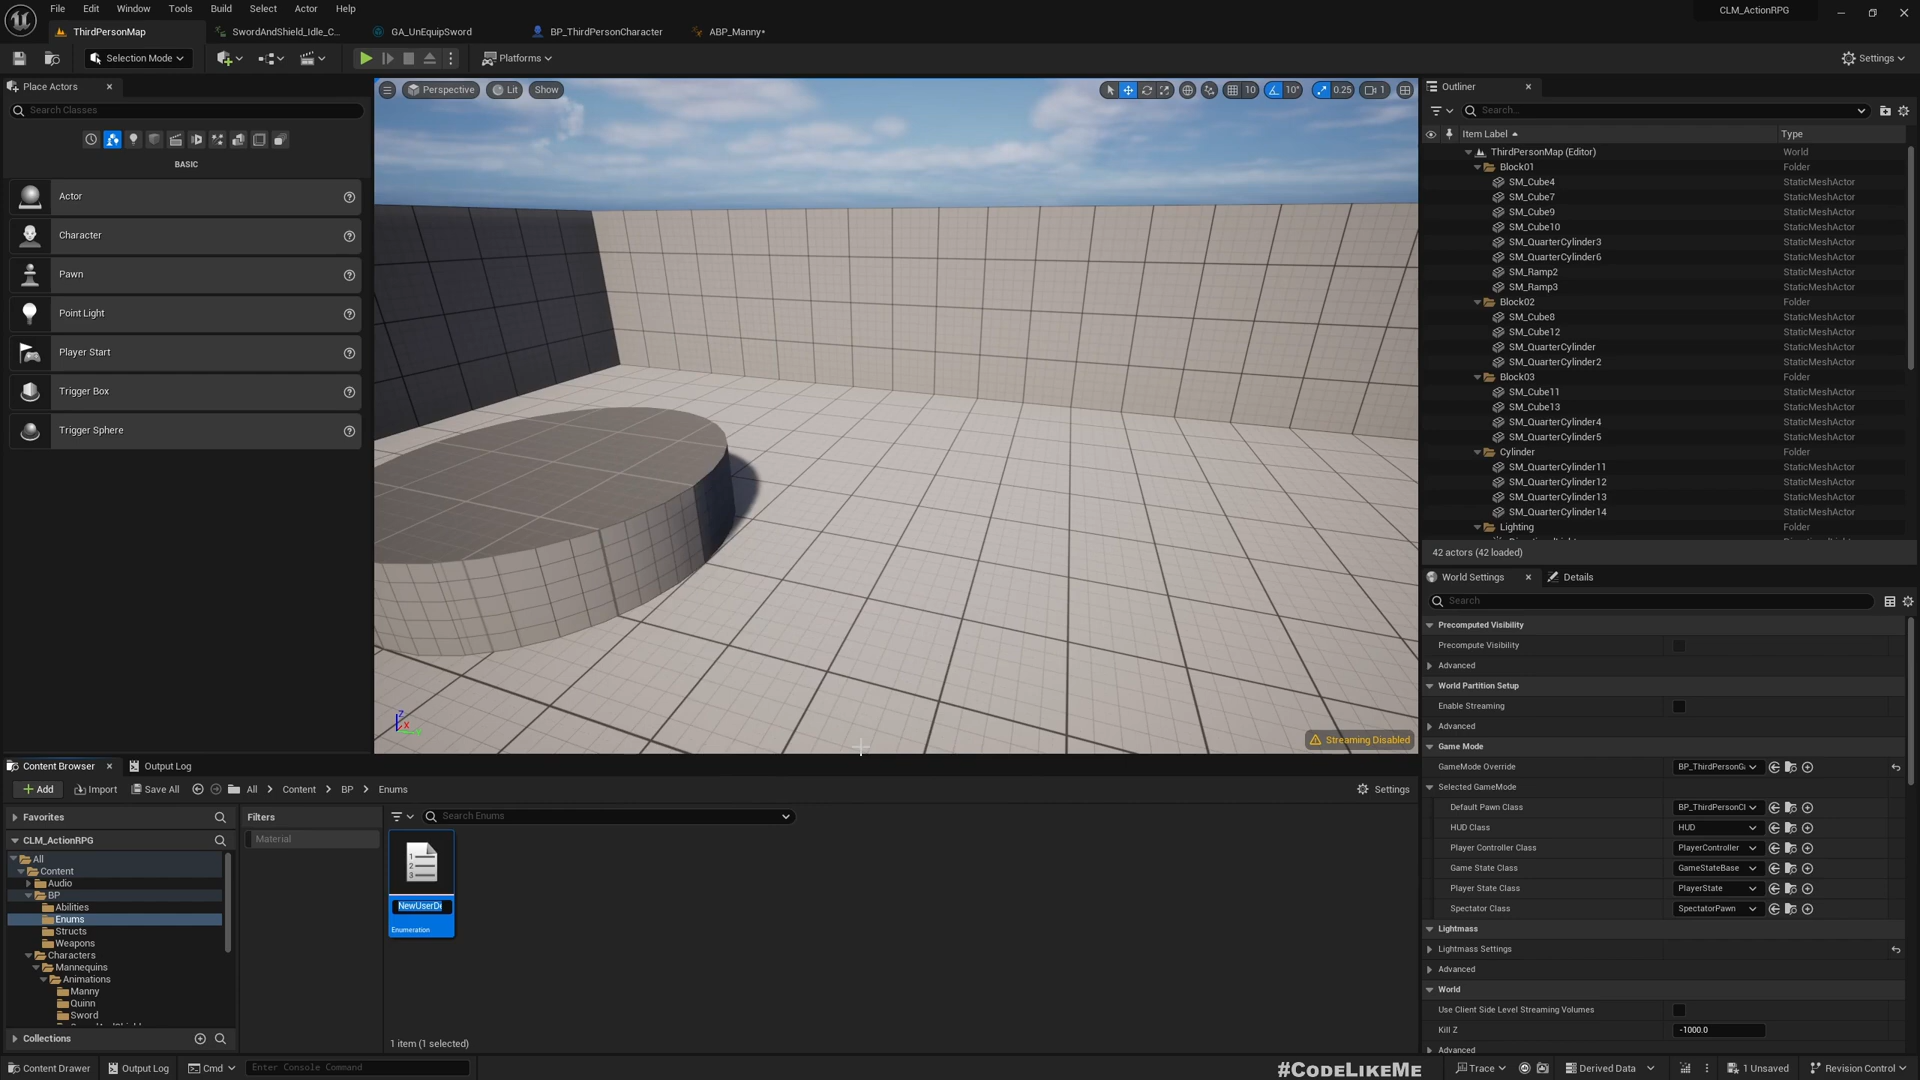 File Edit Window Tools Build Select Actor Help
CLM_ActionRPG
ThirdPersonMap
SwordAndShield_Idle_C...
GA_UnEquipSword
BP_ThirdPersonCharacter
ABP_Manny•
Selection Mode
Platforms
Settings
Place Actors
Search Classes
BASIC
Actor
Character
Pawn
Point Light
Player Start
Trigger Box
Trigger Sphere
Perspective
Lit
Show
10
10°
0.25
1
Z
X
Streaming Disabled
Outliner
Search...
Item Label Type
ThirdPersonMap (Editor) World
Block01 Folder
SM_Cube4 StaticMeshActor
SM_Cube7 StaticMeshActor
SM_Cube9 StaticMeshActor
SM_Cube10 StaticMeshActor
SM_QuarterCylinder3 StaticMeshActor
SM_QuarterCylinder6 StaticMeshActor
SM_Ramp2 StaticMeshActor
SM_Ramp3 StaticMeshActor
Block02 Folder
SM_Cube8 StaticMeshActor
SM_Cube12 StaticMeshActor
SM_QuarterCylinder StaticMeshActor
SM_QuarterCylinder2 StaticMeshActor
Block03 Folder
SM_Cube11 StaticMeshActor
SM_Cube13 StaticMeshActor
SM_QuarterCylinder4 StaticMeshActor
SM_QuarterCylinder5 StaticMeshActor
Cylinder Folder
SM_QuarterCylinder11 StaticMeshActor
SM_QuarterCylinder12 StaticMeshActor
SM_QuarterCylinder13 StaticMeshActor
SM_QuarterCylinder14 StaticMeshActor
Lighting Folder
42 actors (42 loaded)
World Settings
Details
Search
Precomputed Visibility
Precompute Visibility
Advanced
World Partition Setup
Enable Streaming
Advanced
Game Mode
GameMode Override BP_ThirdPersonG
Selected GameMode
Default Pawn Class BP_ThirdPersonCl
HUD Class HUD
Player Controller Class PlayerController
Game State Class GameStateBase
Player State Class PlayerState
Spectator Class SpectatorPawn
Lightmass
Lightmass Settings
Advanced
World
Use Client Side Level Streaming Volumes
Kill Z -1000.0
Advanced
Content Browser
Output Log
Add
Import
Save All
All
Content
BP
Enums
Settings
Favorites
CLM_ActionRPG
All
Content
Audio
BP
Abilities
Enums
Structs
Weapons
Characters
Mannequins
Animations
Manny
Quinn
Sword
Collections
Filters
Material
Search Enums
1
2
3
NewUserDe
Enumeration
1 item (1 selected)
Content Drawer
Output Log
Cmd
Enter Console Command
#CodeLikeMe
Trace
Derived Data
1 Unsaved
Revision Control